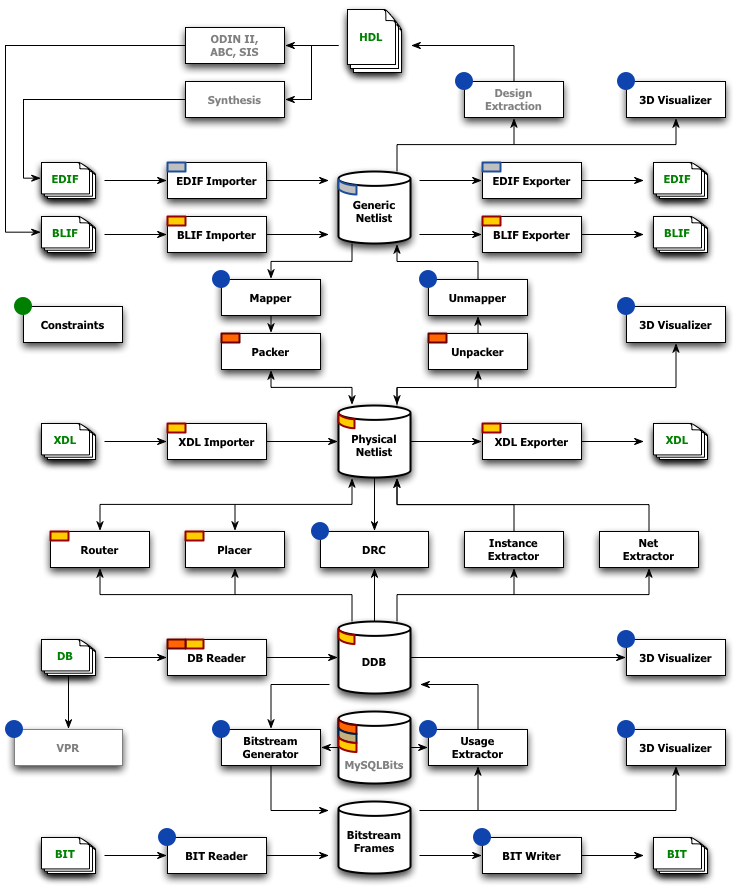 ODIN II,
ABC, SIS
HDL
Synthesis
Design
Extraction
3D Visualizer
EDIF
EDIF Importer
Generic
Netlist
EDIF Exporter
EDIF
BLIF
BLIF Importer
BLIF Exporter
BLIF
Mapper
Unmapper
Constraints
3D Visualizer
Packer
Unpacker
XDL
XDL Importer
Physical
Netlist
XDL Exporter
XDL
Router
Placer
DRC
Instance
Extractor
Net
Extractor
DB
DB Reader
DDB
3D Visualizer
VPR
Bitstream
Generator
MySQLBits
Usage
Extractor
3D Visualizer
Bitstream
Frames
BIT
BIT Reader
BIT Writer
BIT